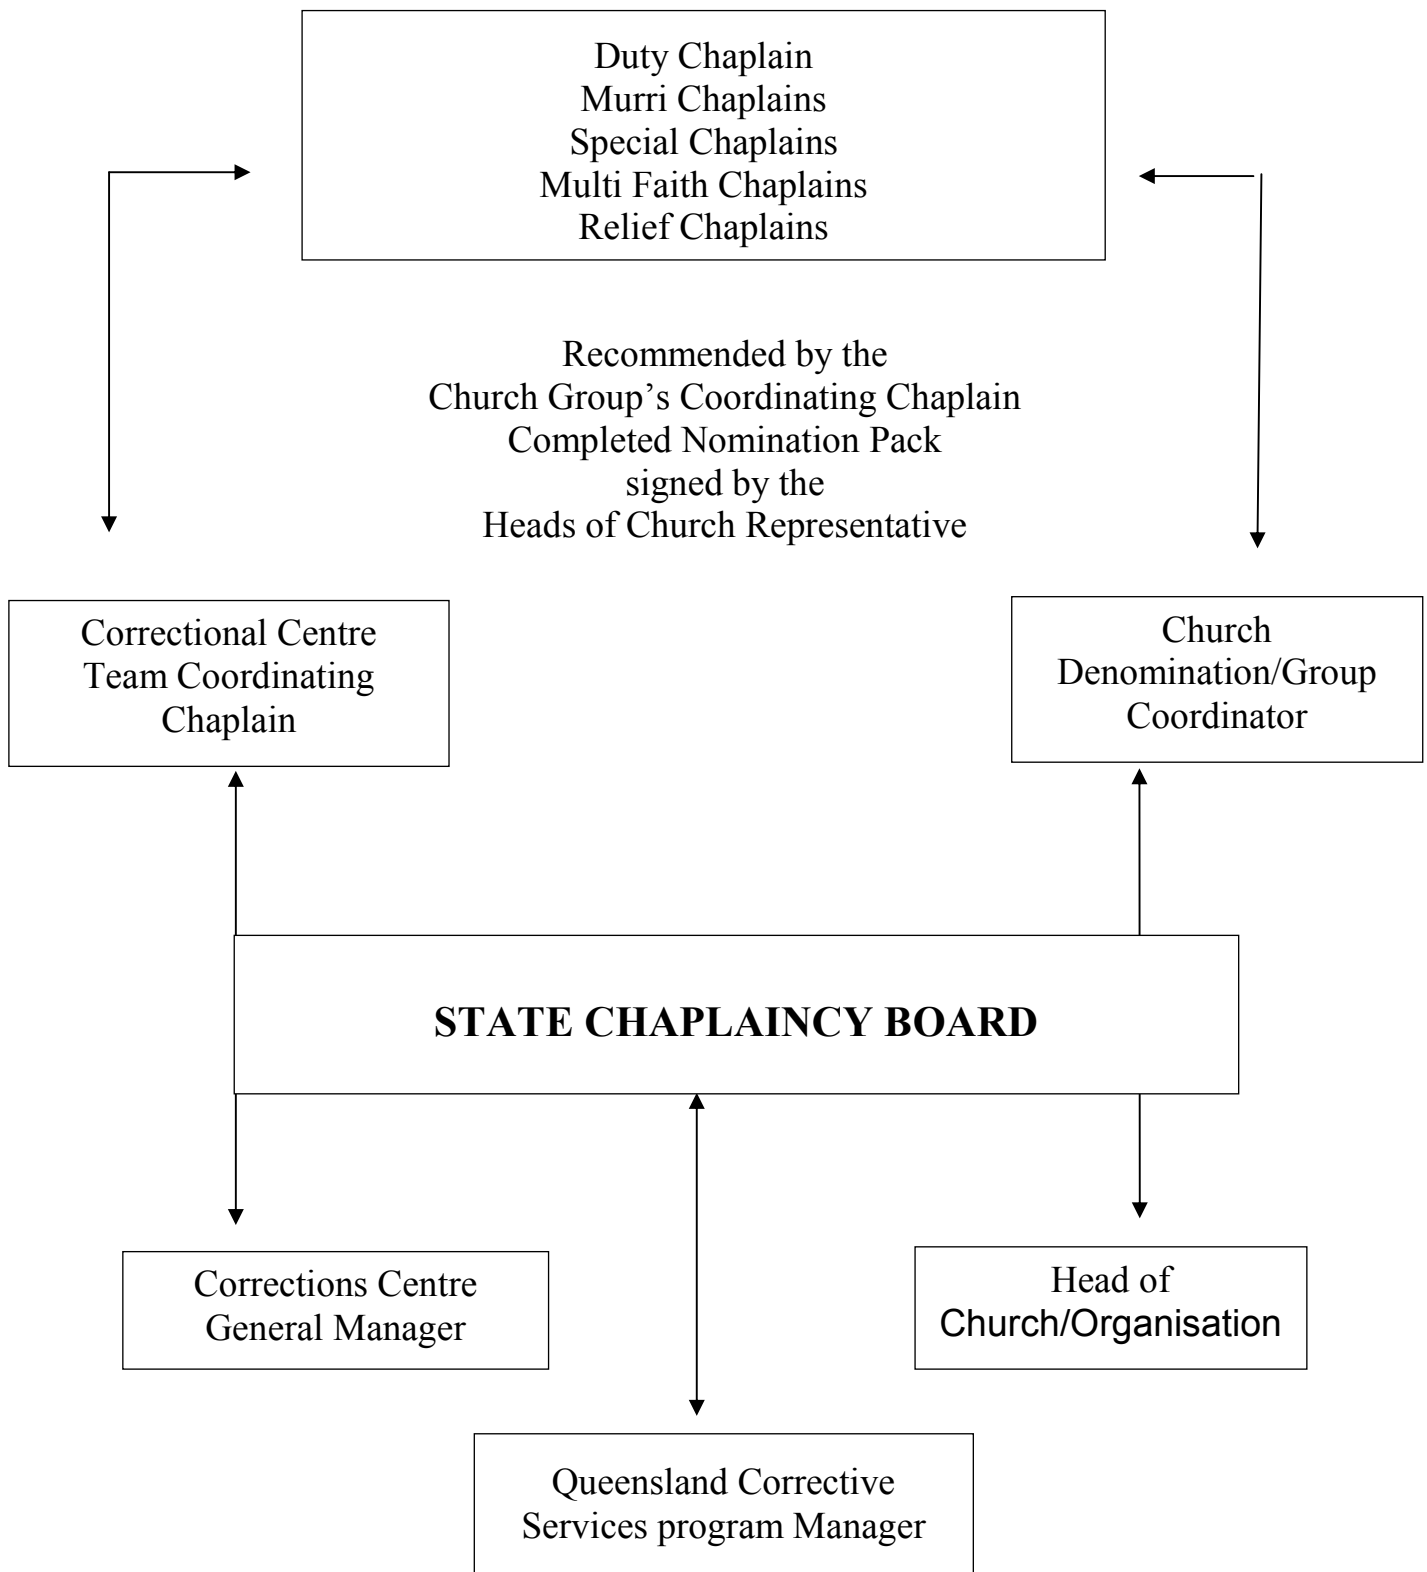 Duty Chaplain
Murri Chaplains
Special Chaplains
Multi Faith Chaplains
Relief Chaplains
Recommended by the
Church Group’s Coordinating Chaplain
Completed Nomination Pack
signed by the
Heads of Church Representative
Correctional Centre
Team Coordinating
Chaplain
Church
Denomination/Group
Coordinator
STATE CHAPLAINCY BOARD
Corrections Centre
General Manager
Head of
Church/Organisation
Queensland Corrective
Services program Manager